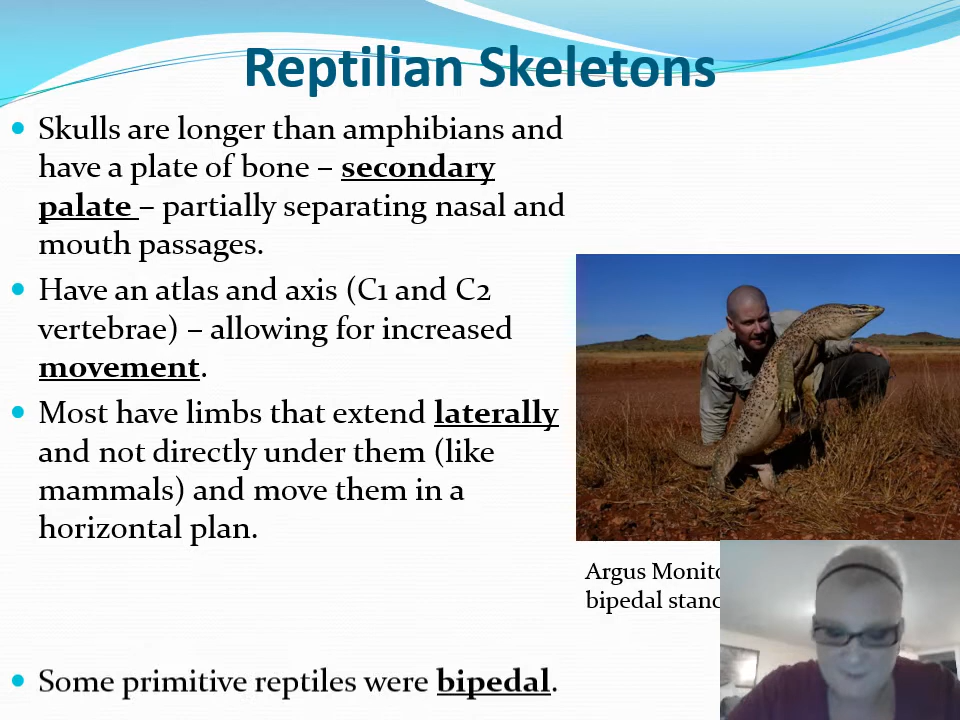 Reptilian Skeletons
• Skulls are longer than amphibians and
have a plate of bone – secondary
palate – partially separating nasal and
mouth passages.
• Have an atlas and axis (C1 and C2
vertebrae) – allowing for increased
movement.
• Most have limbs that extend laterally
and not directly under them (like
mammals) and move them in a
horizontal plan.
• Some primitive reptiles were bipedal.
Argus
bipedal